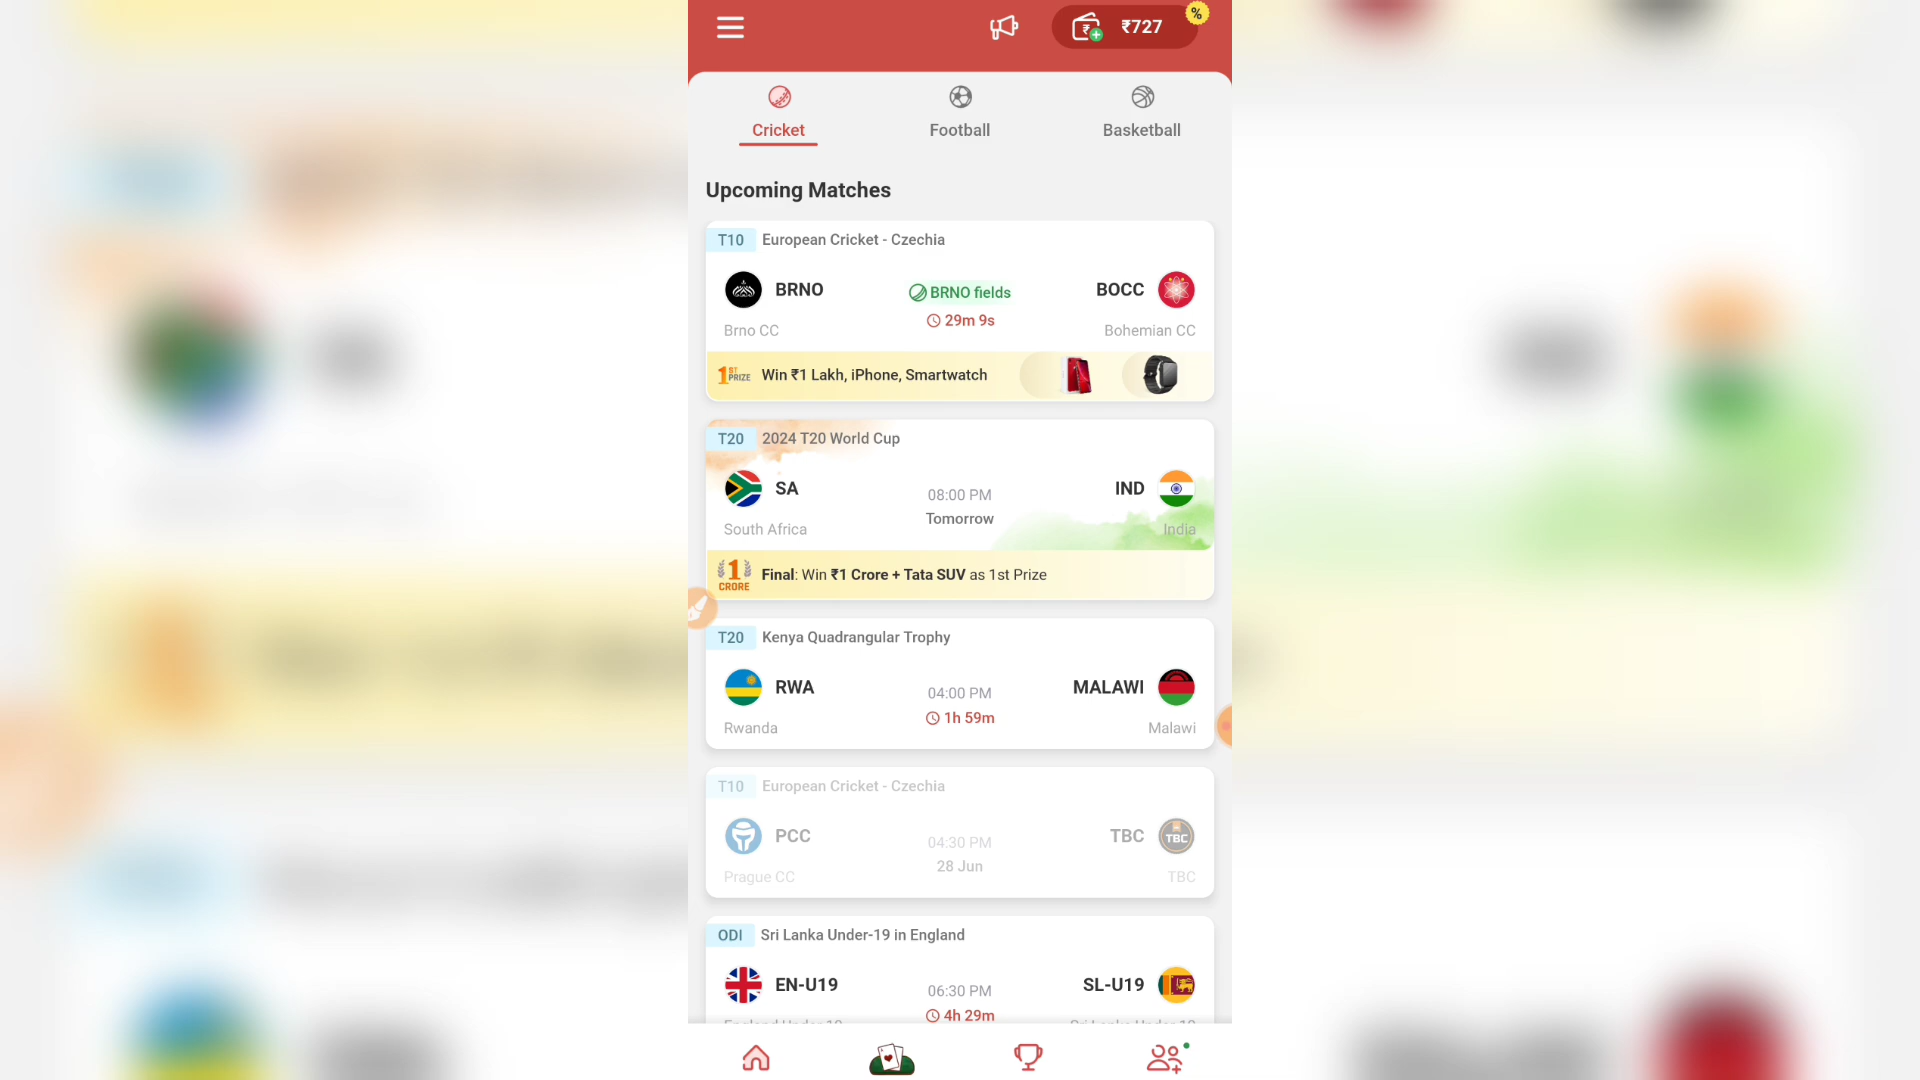 ₹727
%
Cricket
Football
Basketball
Upcoming Matches
T10 European Cricket - Czechia
BRNO BRNO fields BOCC
29m 9s
Brno CC Bohemian CC
1ST PRIZE Win ₹1 Lakh, iPhone, Smartwatch
T20 2024 T20 World Cup
SA 08:00 PM IND
Tomorrow
South Africa India
1 CRORE Final: Win ₹1 Crore + Tata SUV as 1st Prize
T20 Kenya Quadrangular Trophy
RWA 04:00 PM MALAWI
1h 59m
Rwanda Malawi
T10 European Cricket - Czechia
PCC 04:30 PM TBC TBC
28 Jun
Prague CC TBC
ODI Sri Lanka Under-19 in England
EN-U19 06:30 PM SL-U19
4h 29m